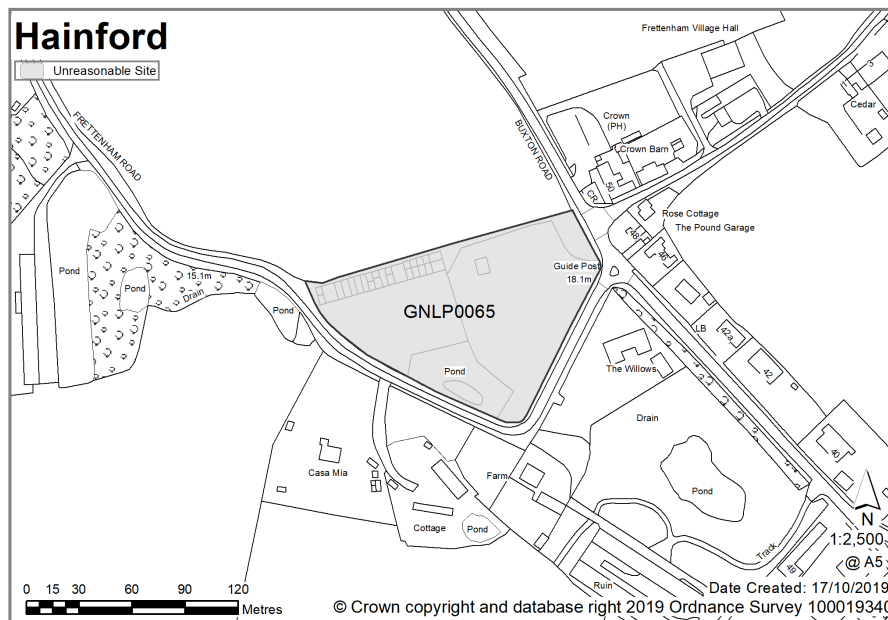 Hainford
Unreasonable Site
Frettenham Village Hall
3
Cedar
FRETTENHAM ROAD
BUXTON ROAD
Crown
(PH)
Crown Barn
50
CR
Rose Cottage
The Pound Garage
48
46
Pond
15.1m
Pond
Drain
Pond
Guide Post
18.1m
GNLP0065
LB
42a
42
The Willows
Pond
Drain
40
Casa Mia
Farm
Pond
Cottage
Pond
Track
49
Ruin
N
1:2,500
@ A5
0 15 30 60 90 120
Metres
Date Created: 17/10/2019
© Crown copyright and database right 2019 Ordnance Survey 100019340